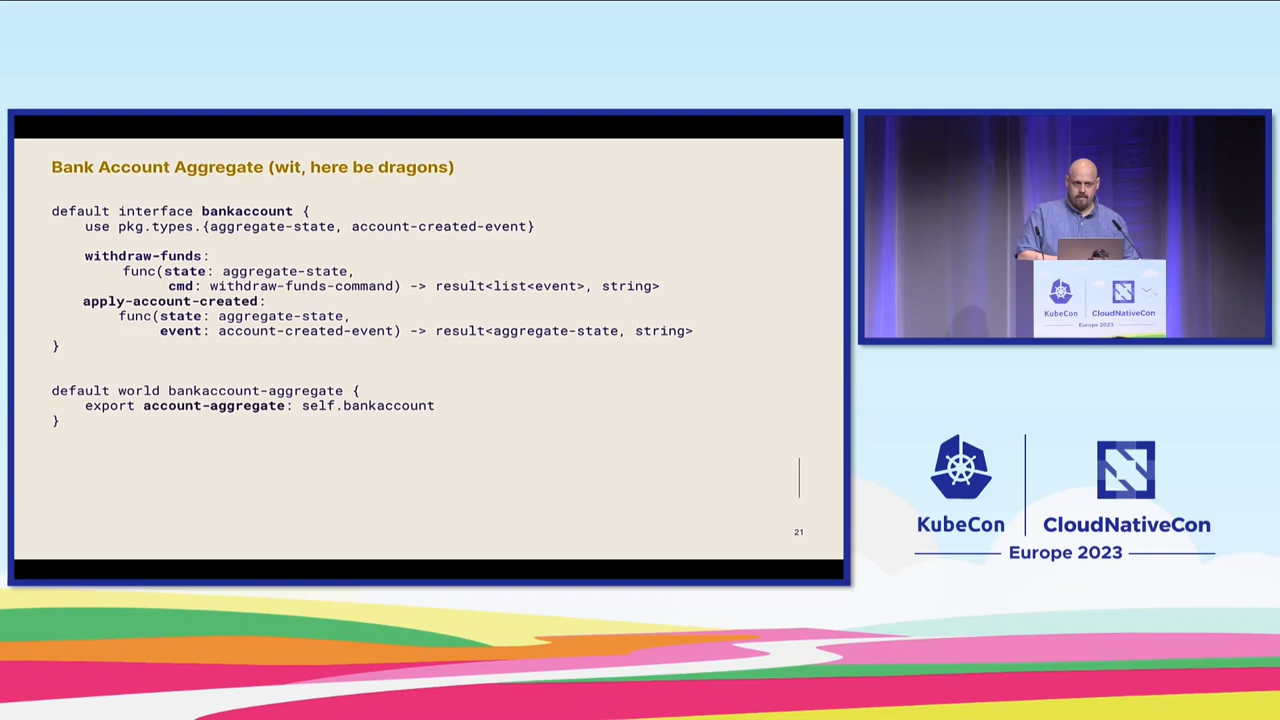 Bank Account Aggregate (wit, here be dragons)
default interface bankaccount {
use pkg.types.{aggregate-state, account-created-event}
withdraw-funds:
func(state: aggregate-state,
cmd: withdraw-funds-command) -> result<list<event>, string>
apply-account-created:
func(state: aggregate-state,
event: account-created-event) -> result<aggregate-state, string>
}
default world bankaccount-aggregate {
export account-aggregate: self.bankaccount
}
21
KubeCon
CloudNativeCon
Europe 2023
KubeCon
CloudNativeCon
Europe 2023